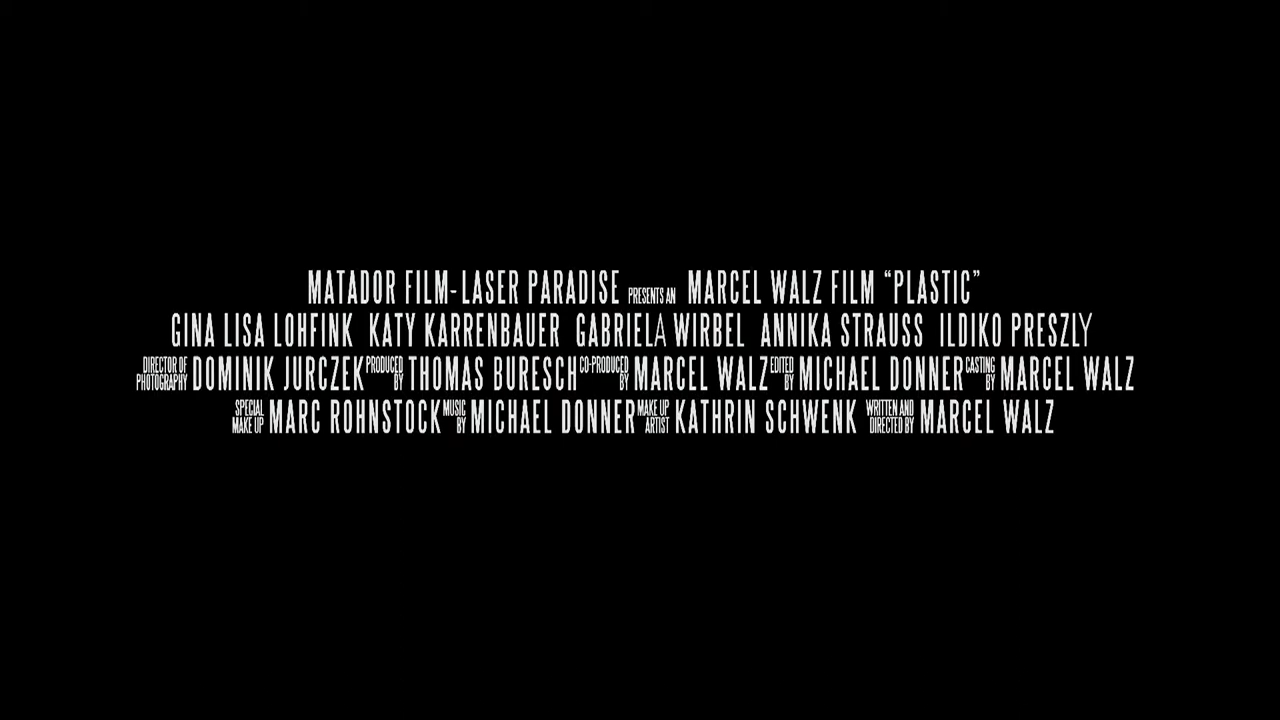 MATADOR FILM-LASER PARADISE PRESENTS AN MARCEL WALZ FILM “PLASTIC”
GINA LISA LOHFINK KATY KARRENBAUER GABRIELA WIRBEL ANNIKA STRAUSS ILDIKO PRESZLY
DIRECTOR OF PHOTOGRAPHY DOMINIK JURCZEK PRODUCED BY THOMAS BURESCH CO-PRODUCED BY MARCEL WALZ EDITED BY MICHAEL DONNER CASTING BY MARCEL WALZ
SPECIAL MAKE UP MARC ROHNSTOCK MUSIC BY MICHAEL DONNER MAKE UP ARTIST KATHRIN SCHWENK WRITTEN AND DIRECTED BY MARCEL WALZ